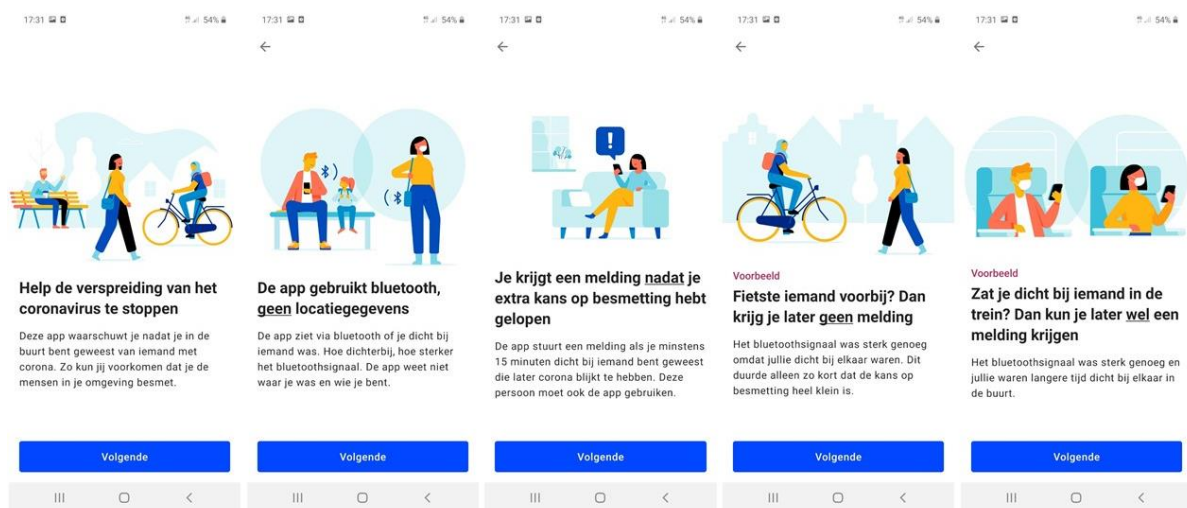 17:31 54%
Help de verspreiding van het
coronavirus te stoppen
Deze app waarschuwt je nadat je in de
buurt bent geweest van iemand met
corona. Zo kun jij voorkomen dat je de
mensen in je omgeving besmet.
Volgende
17:31 54%
De app gebruikt bluetooth,
geen locatiegegevens
De app ziet via bluetooth of je dicht bij
iemand was. Hoe dichterbij, hoe sterker
het bluetoothsignaal. De app weet niet
waar je was en wie je bent.
Volgende
17:31 54%
!
Je krijgt een melding nadat je
extra kans op besmetting hebt
gelopen
De app stuurt een melding als je minstens
15 minuten dicht bij iemand bent geweest
die later corona blijkt te hebben. Deze
persoon moet ook de app gebruiken.
Volgende
17:31 54%
Voorbeeld
Fietste iemand voorbij? Dan
krijg je later geen melding
Het bluetoothsignaal was sterk genoeg
omdat jullie dicht bij elkaar waren. Dit
duurde alleen zo kort dat de kans op
besmetting heel klein is.
Volgende
17:31 54%
Voorbeeld
Zat je dicht bij iemand in de
trein? Dan kun je later wel een
melding krijgen
Het bluetoothsignaal was sterk genoeg en
jullie waren langere tijd dicht bij elkaar in
de buurt.
Volgende